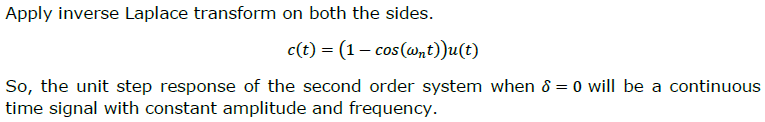 Apply inverse Laplace transform on both the sides.
c(t) = (1 − cos(ωₙt))u(t)
So, the unit step response of the second order system when δ = 0 will be a continuous
time signal with constant amplitude and frequency.